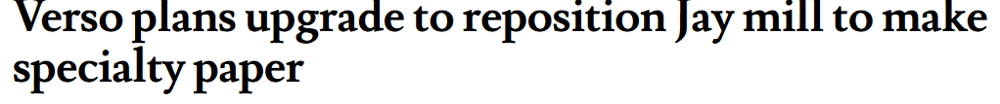 Verso plans upgrade to reposition Jay mill to make
specialty paper